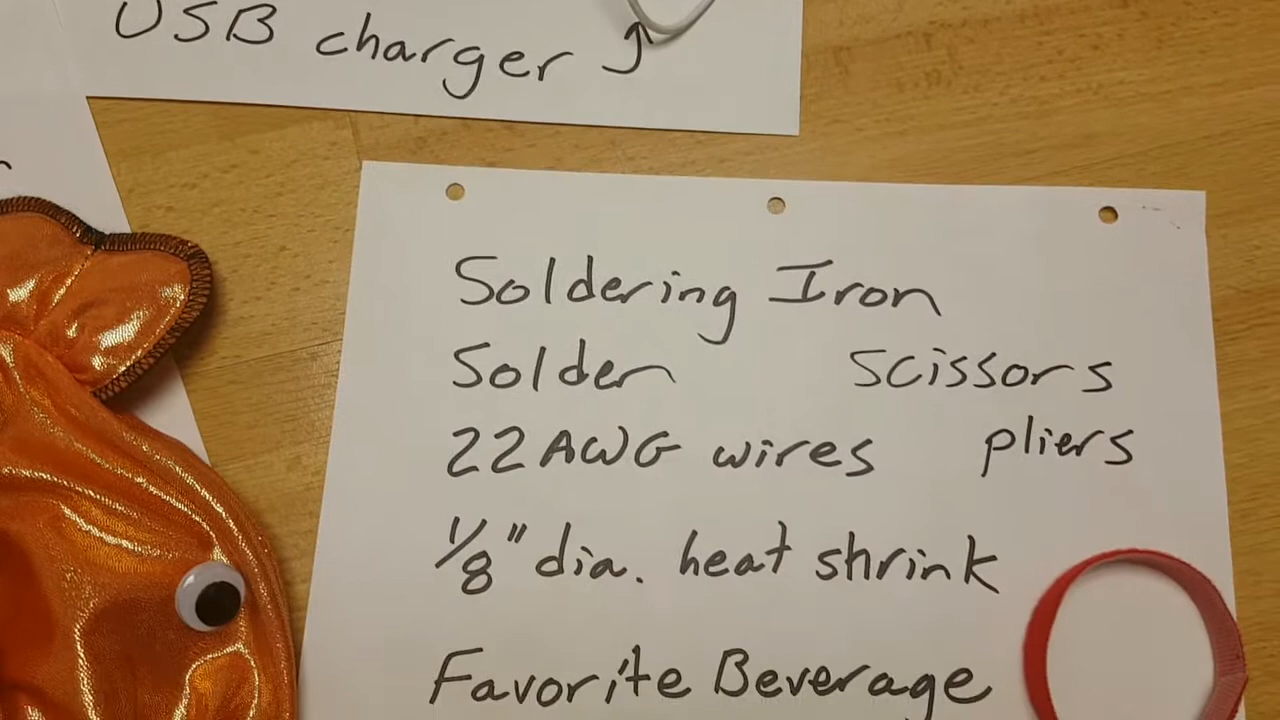 USB charger
Soldering Iron
Solder scissors
22AWG wires pliers
1/8" dia. heat shrink
Favorite Beverage